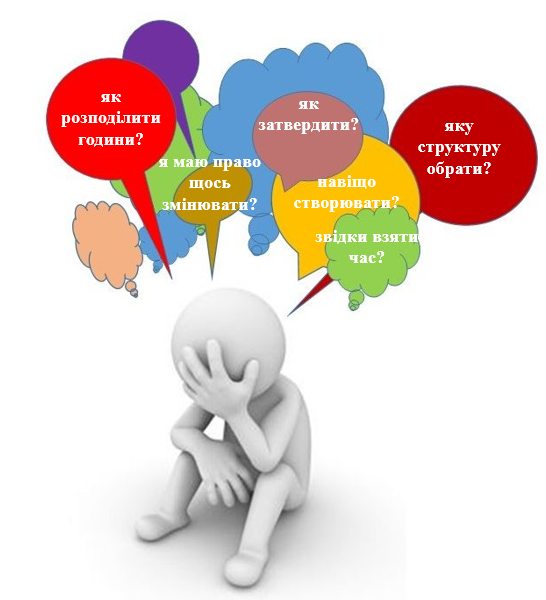 як
розподілити
години?
як
затвердити?
яку
структуру
обрати?
я маю право
щось
змінювати?
навіщо
створювати?
звідки взяти
час?